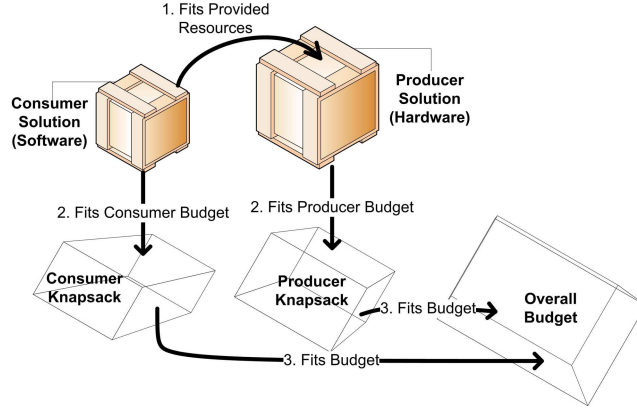 1. Fits Provided
Resources
Consumer
Solution
(Software)
Producer
Solution
(Hardware)
2. Fits Consumer Budget
2. Fits Producer Budget
Consumer
Knapsack
Producer
Knapsack
3. Fits Budget
Overall
Budget
3. Fits Budget